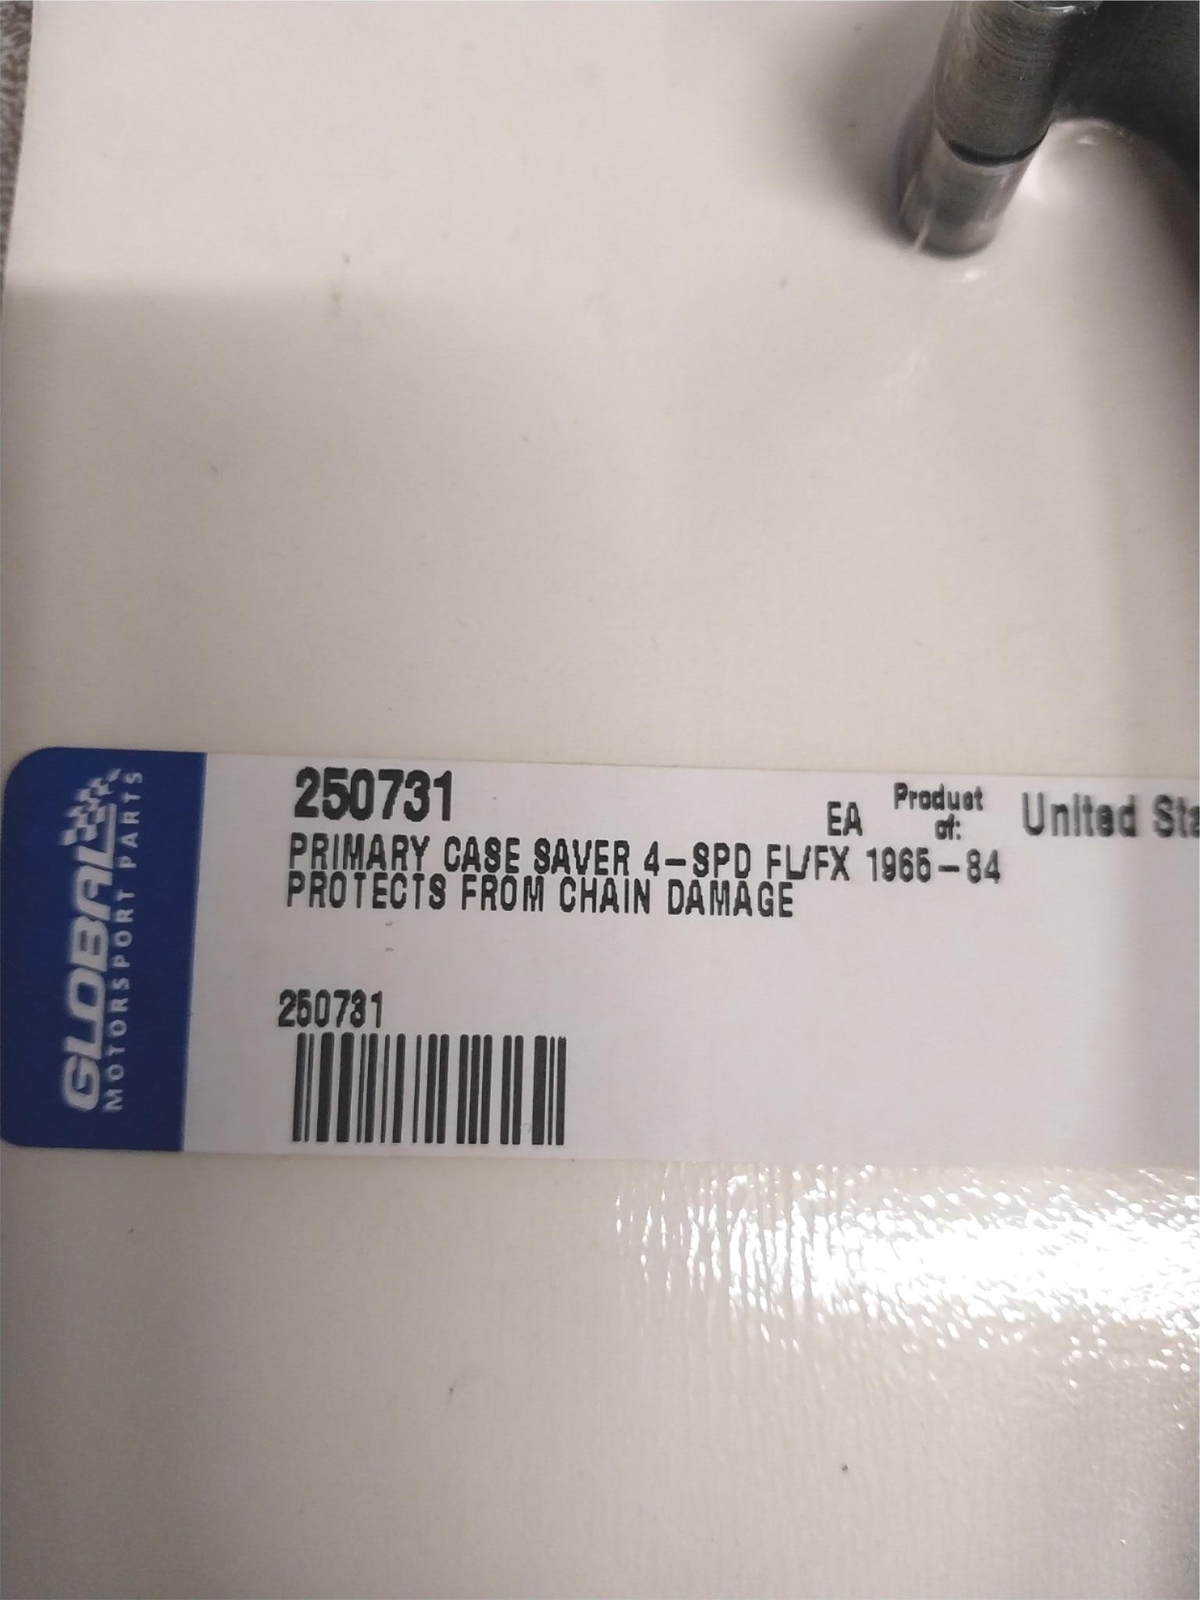 250731
EA Product of: United Sta
PRIMARY CASE SAVER 4-SPD FL/FX 1965-84
PROTECTS FROM CHAIN DAMAGE
250731
GLOBAL
MOTORSPORT PARTS